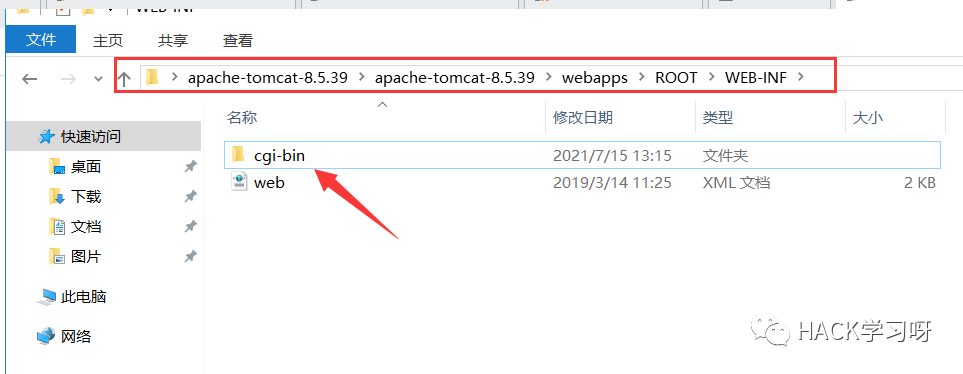 WEB-INF
文件 主页 共享 查看
apache-tomcat-8.5.39 apache-tomcat-8.5.39 webapps ROOT WEB-INF
名称 修改日期 类型 大小
快速访问
桌面
下载
文档
图片
此电脑
网络
cgi-bin 2021/7/15 13:15 文件夹
web 2019/3/14 11:25 XML 文档 2 KB
HACK学习呀